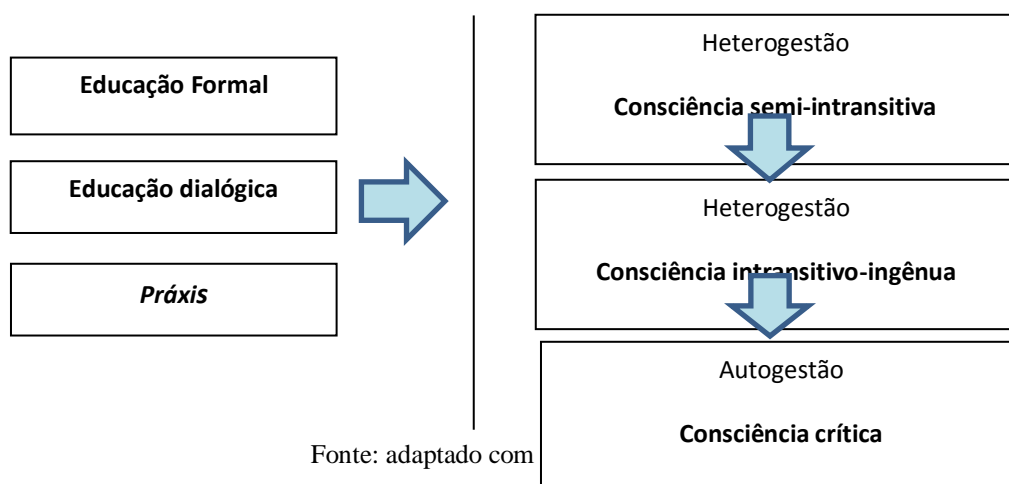 Educação Formal
Educação dialógica
Práxis
Heterogestão
Consciência semi-intransitiva
Heterogestão
Consciência intransitivo-ingênua
Autogestão
Consciência crítica
Fonte: adaptado com